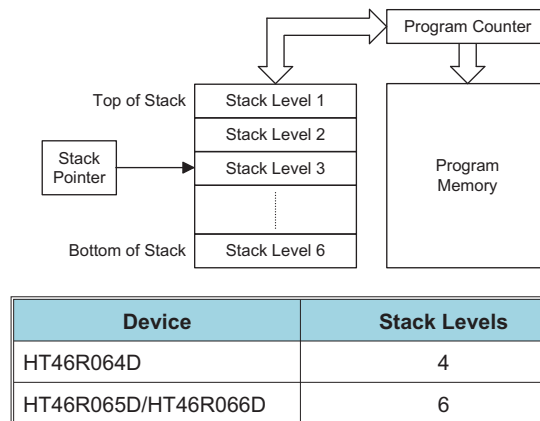 Program Counter
Top of Stack
Stack Level 1
Stack Level 2
Stack Pointer
Stack Level 3
Program Memory
Bottom of Stack
Stack Level 6
Device Stack Levels
HT46R064D 4
HT46R065D/HT46R066D 6